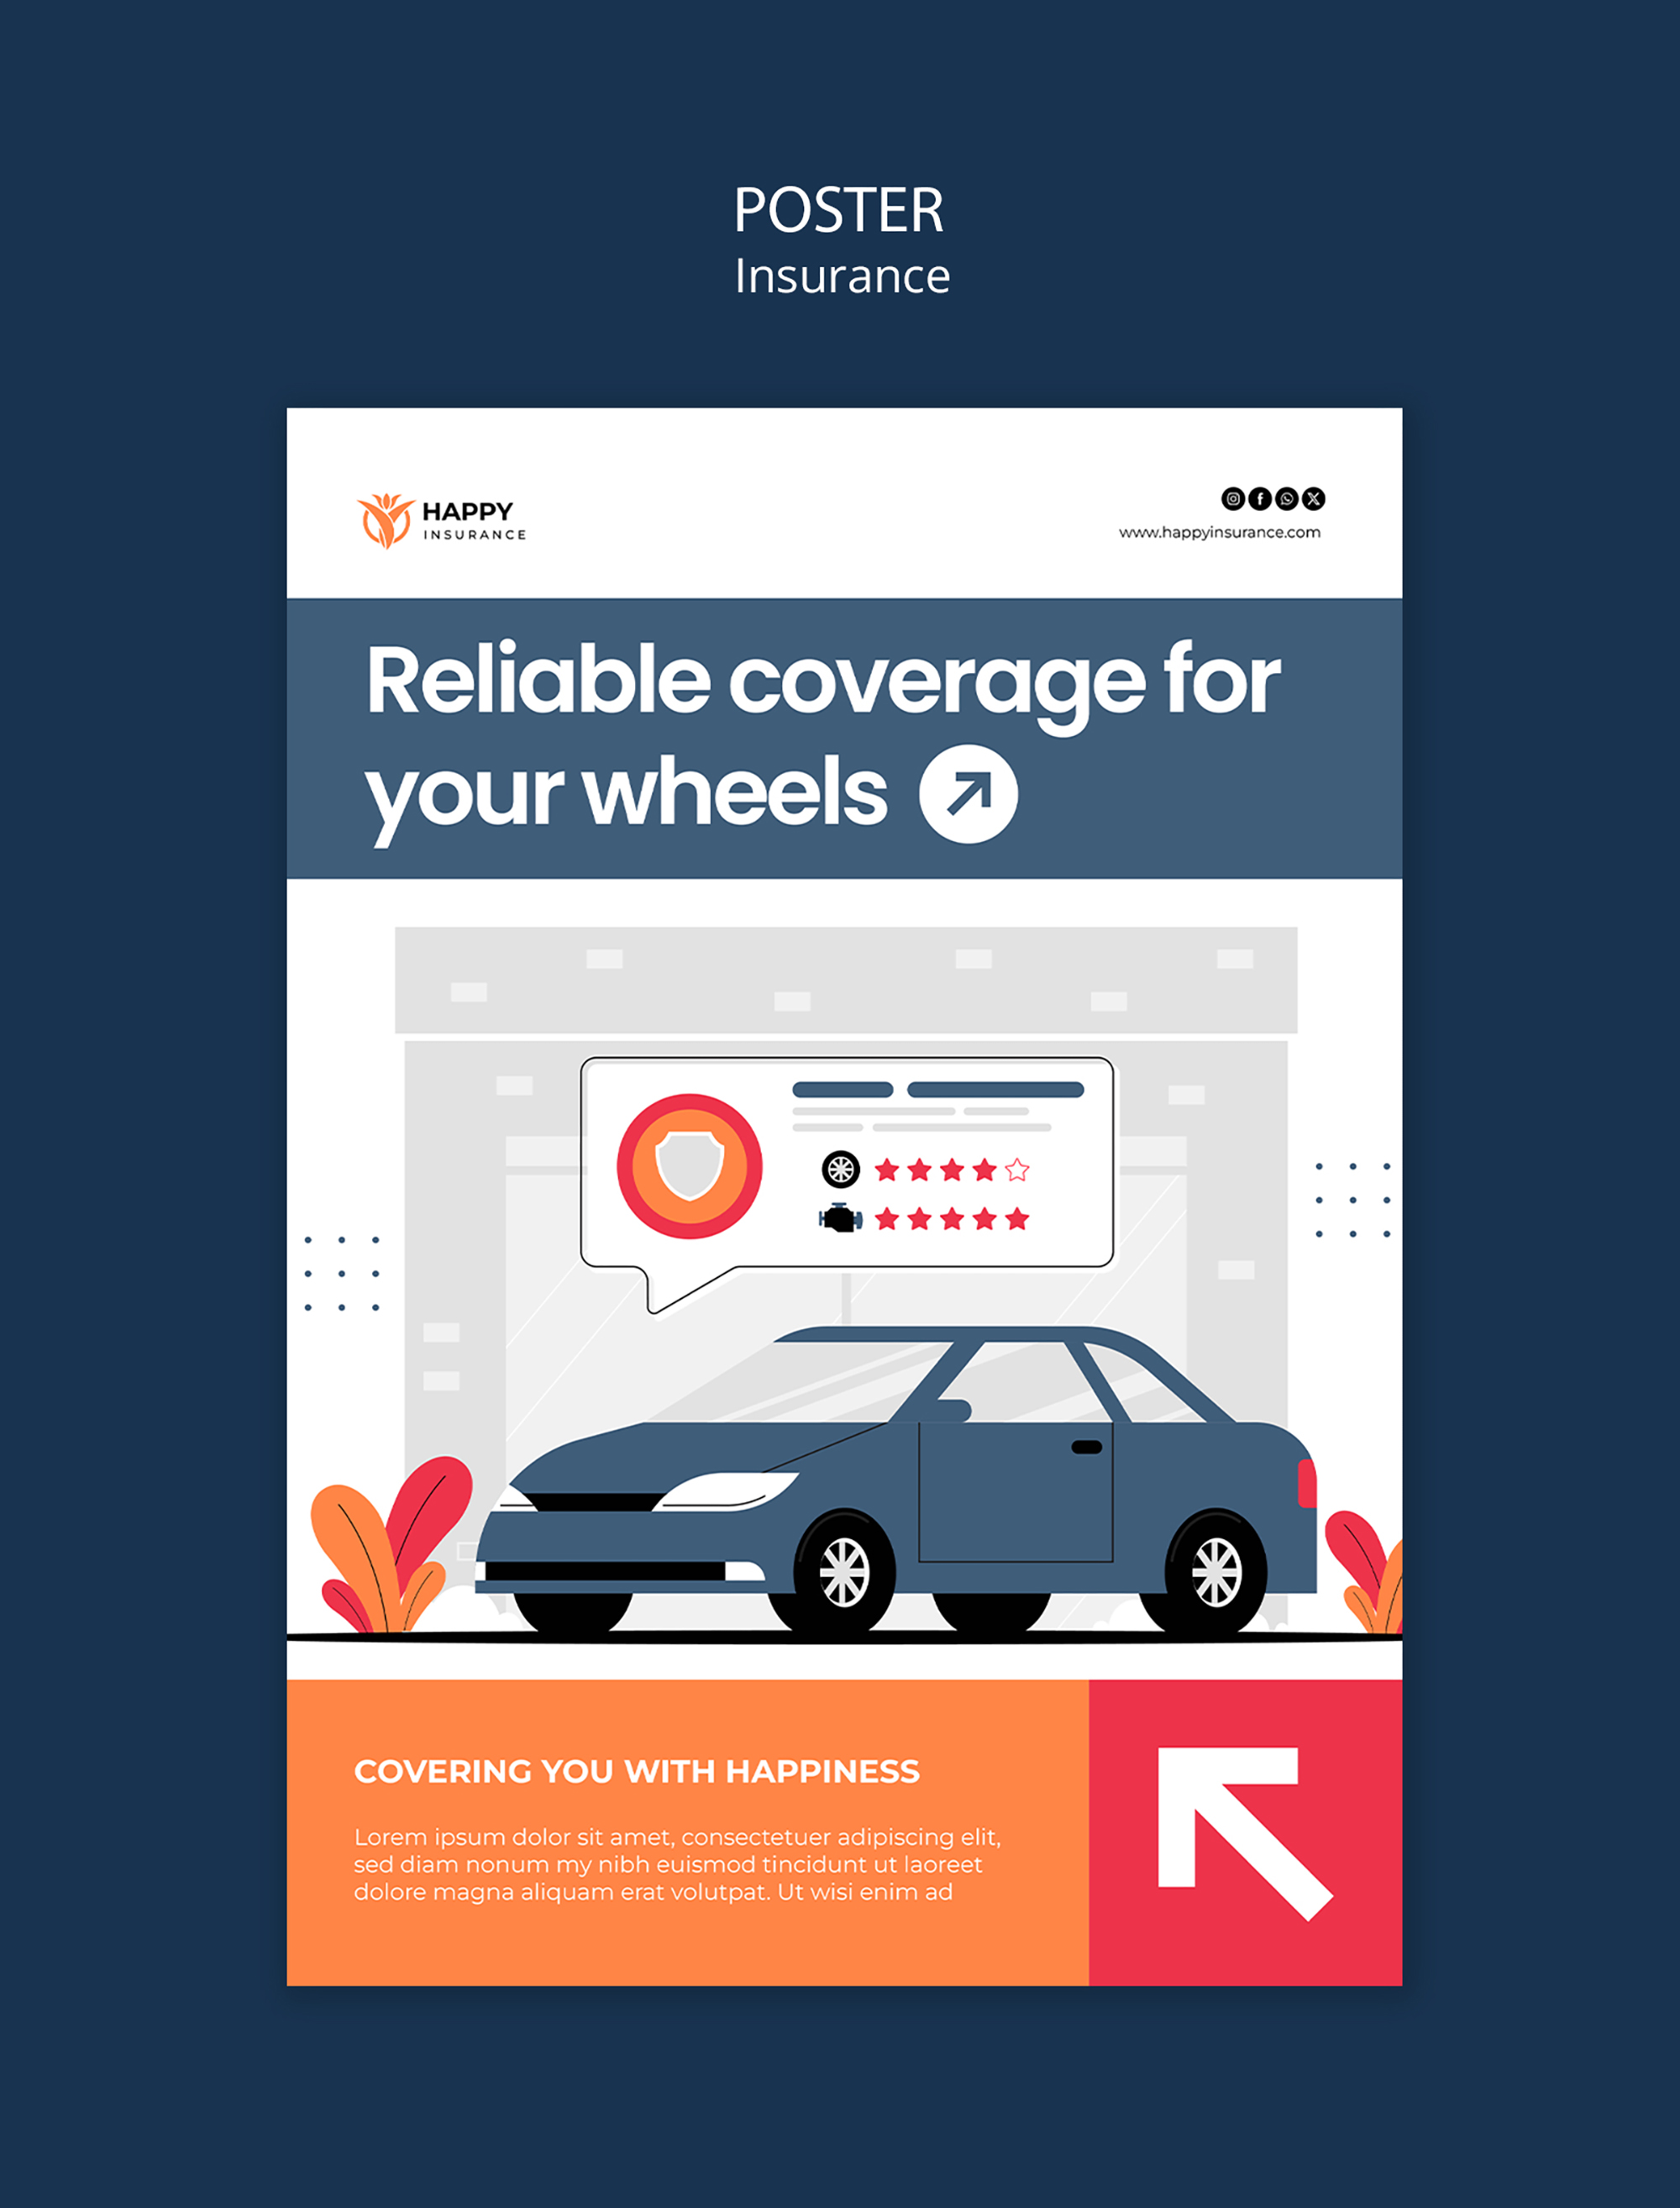 POSTER
Insurance
HAPPY
INSURANCE
www.happyinsurance.com
Reliable coverage for
your wheels
COVERING YOU WITH HAPPINESS
Lorem ipsum dolor sit amet, consectetuer adipiscing elit,
sed diam nonum my nibh euismod tincidunt ut laoreet
dolore magna aliquam erat volutpat. Ut wisi enim ad